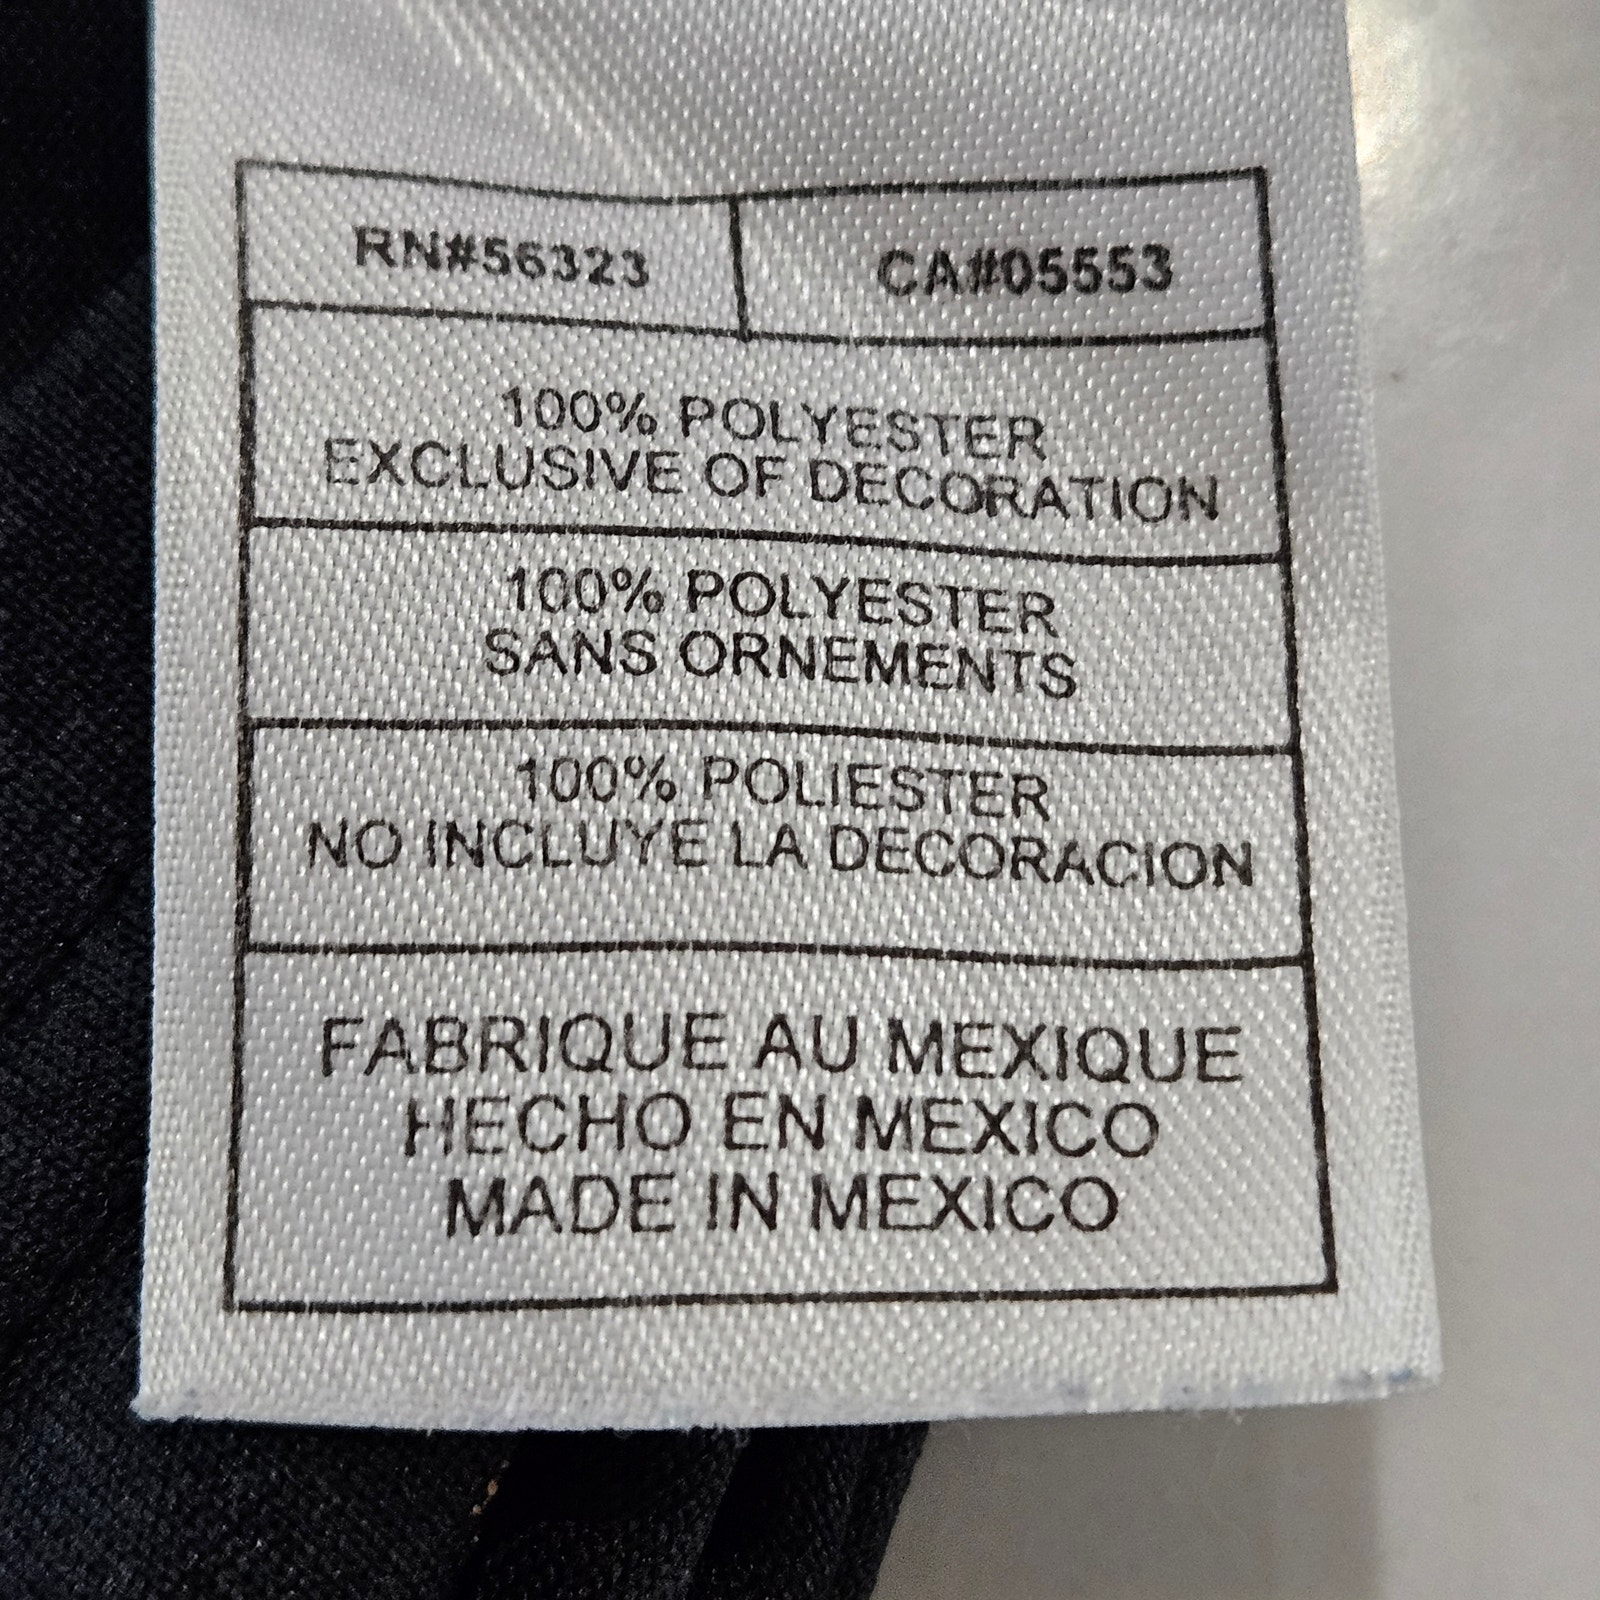 RN#56323 CA#05553
100% POLYESTER
EXCLUSIVE OF DECORATION
100% POLYESTER
SANS ORNEMENTS
100% POLIESTER
NO INCLUYE LA DECORACION
FABRIQUE AU MEXIQUE
HECHO EN MEXICO
MADE IN MEXICO